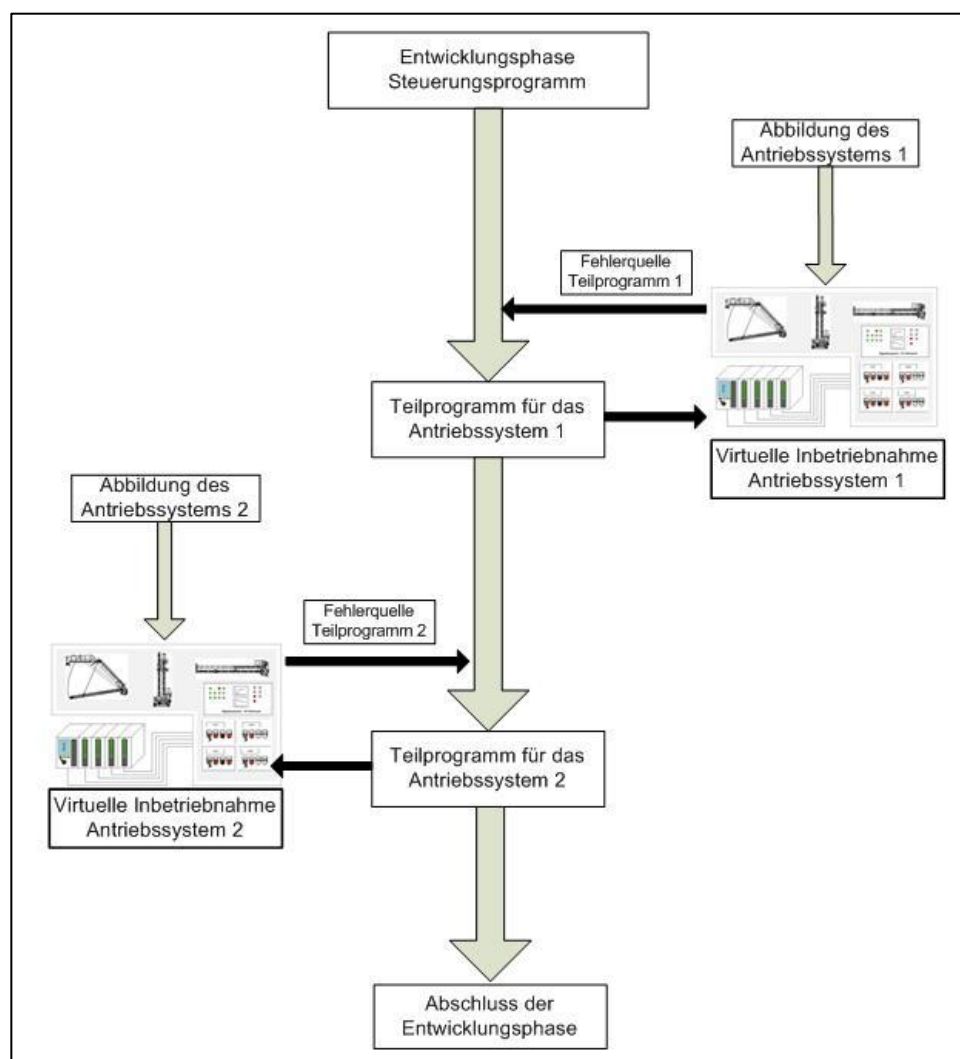 Entwicklungsphase
Steuerungsprogramm
Abbildung des
Antriebssystems 1
Fehlerquelle
Teilprogramm 1
Teilprogramm für das
Antriebssystem 1
Virtuelle Inbetriebnahme
Antriebssystem 1
Abbildung des
Antriebssystems 2
Fehlerquelle
Teilprogramm 2
Teilprogramm für das
Antriebssystem 2
Virtuelle Inbetriebnahme
Antriebssystem 2
Abschluss der
Entwicklungsphase